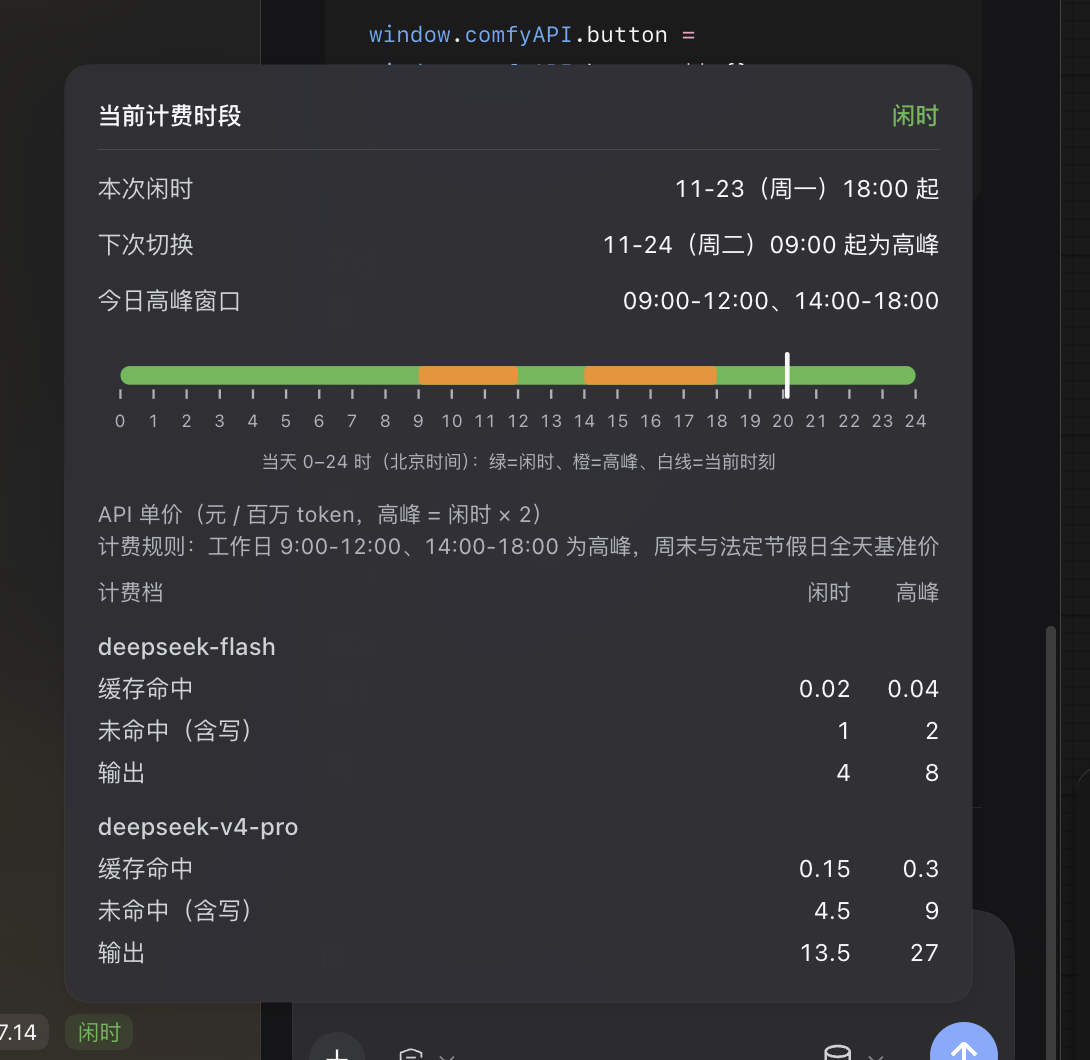 window.comfyAPI.button =
当前计费时段 闲时
本次闲时 11-23（周一）18:00 起
下次切换 11-24（周二）09:00 起为高峰
今日高峰窗口 09:00-12:00、14:00-18:00
0 1 2 3 4 5 6 7 8 9 10 11 12 13 14 15 16 17 18 19 20 21 22 23 24
当天 0–24 时（北京时间）：绿=闲时、橙=高峰、白线=当前时刻
API 单价（元 / 百万 token，高峰 = 闲时 × 2）
计费规则：工作日 9:00-12:00、14:00-18:00 为高峰，周末与法定节假日全天基准价
计费档 闲时 高峰
deepseek-flash
缓存命中 0.02 0.04
未命中（含写） 1 2
输出 4 8
deepseek-v4-pro
缓存命中 0.15 0.3
未命中（含写） 4.5 9
输出 13.5 27
7.14 闲时